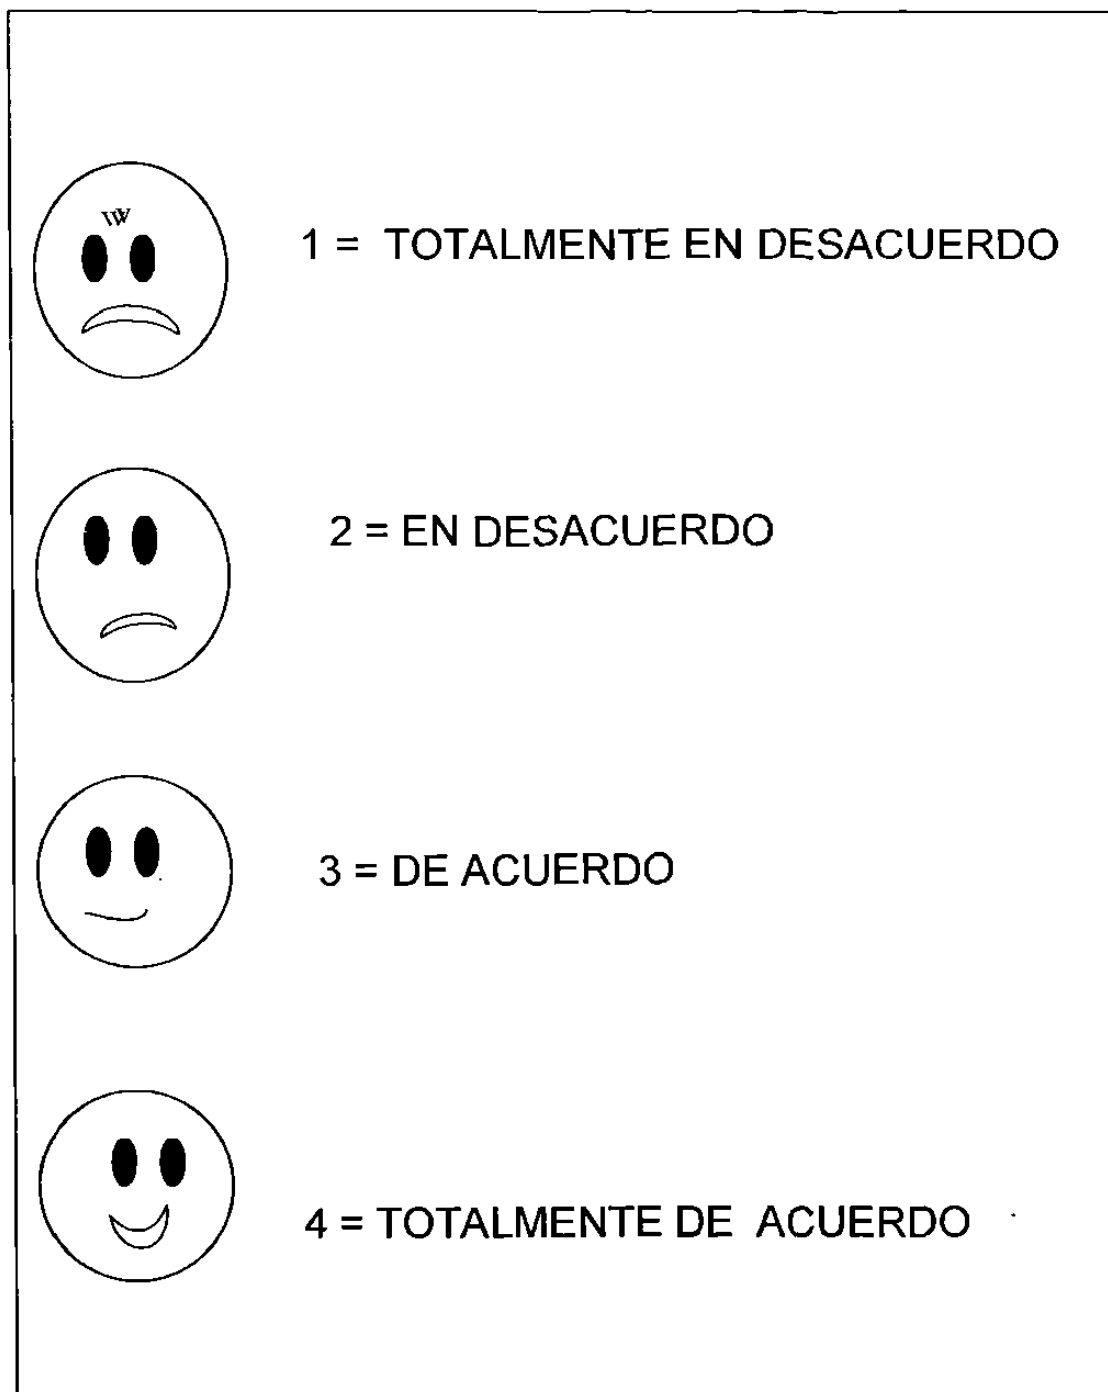 1 = TOTALMENTE EN DESACUERDO
2 = EN DESACUERDO
3 = DE ACUERDO
4 = TOTALMENTE DE ACUERDO